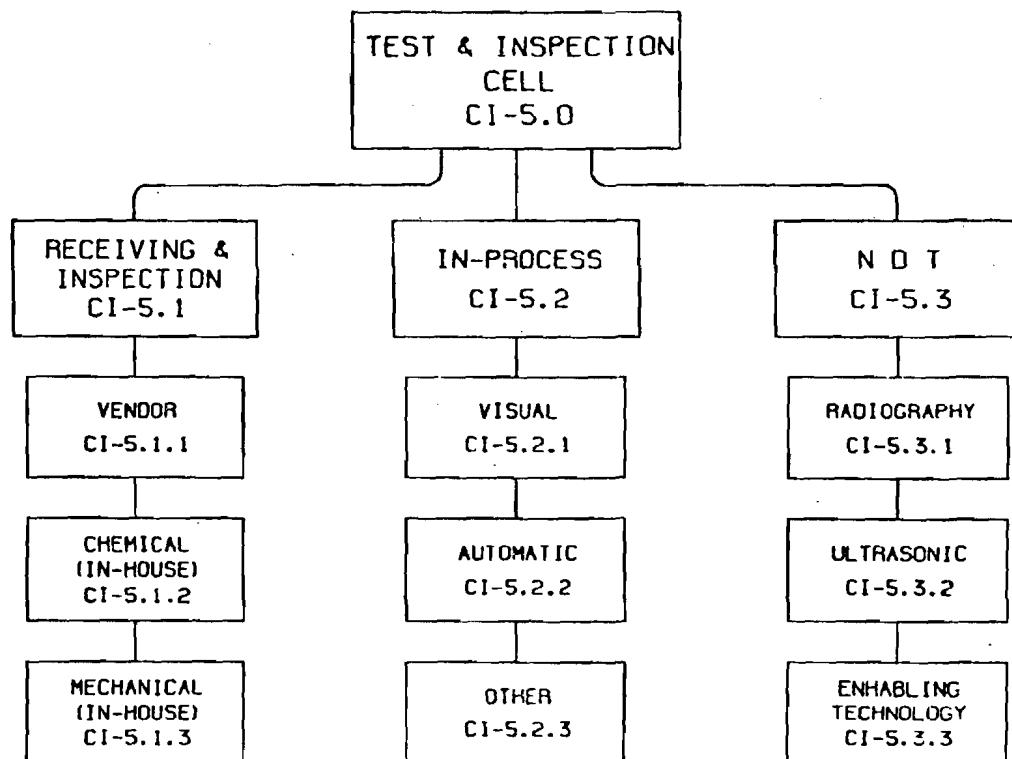 TEST & INSPECTION
CELL
CI-5.0
RECEIVING &
INSPECTION
CI-5.1
IN-PROCESS
CI-5.2
N D T
CI-5.3
VENDOR
CI-5.1.1
VISUAL
CI-5.2.1
RADIOGRAPHY
CI-5.3.1
CHEMICAL
(IN-HOUSE)
CI-5.1.2
AUTOMATIC
CI-5.2.2
ULTRASONIC
CI-5.3.2
MECHANICAL
(IN-HOUSE)
CI-5.1.3
OTHER
CI-5.2.3
ENHABLING
TECHNOLOGY
CI-5.3.3